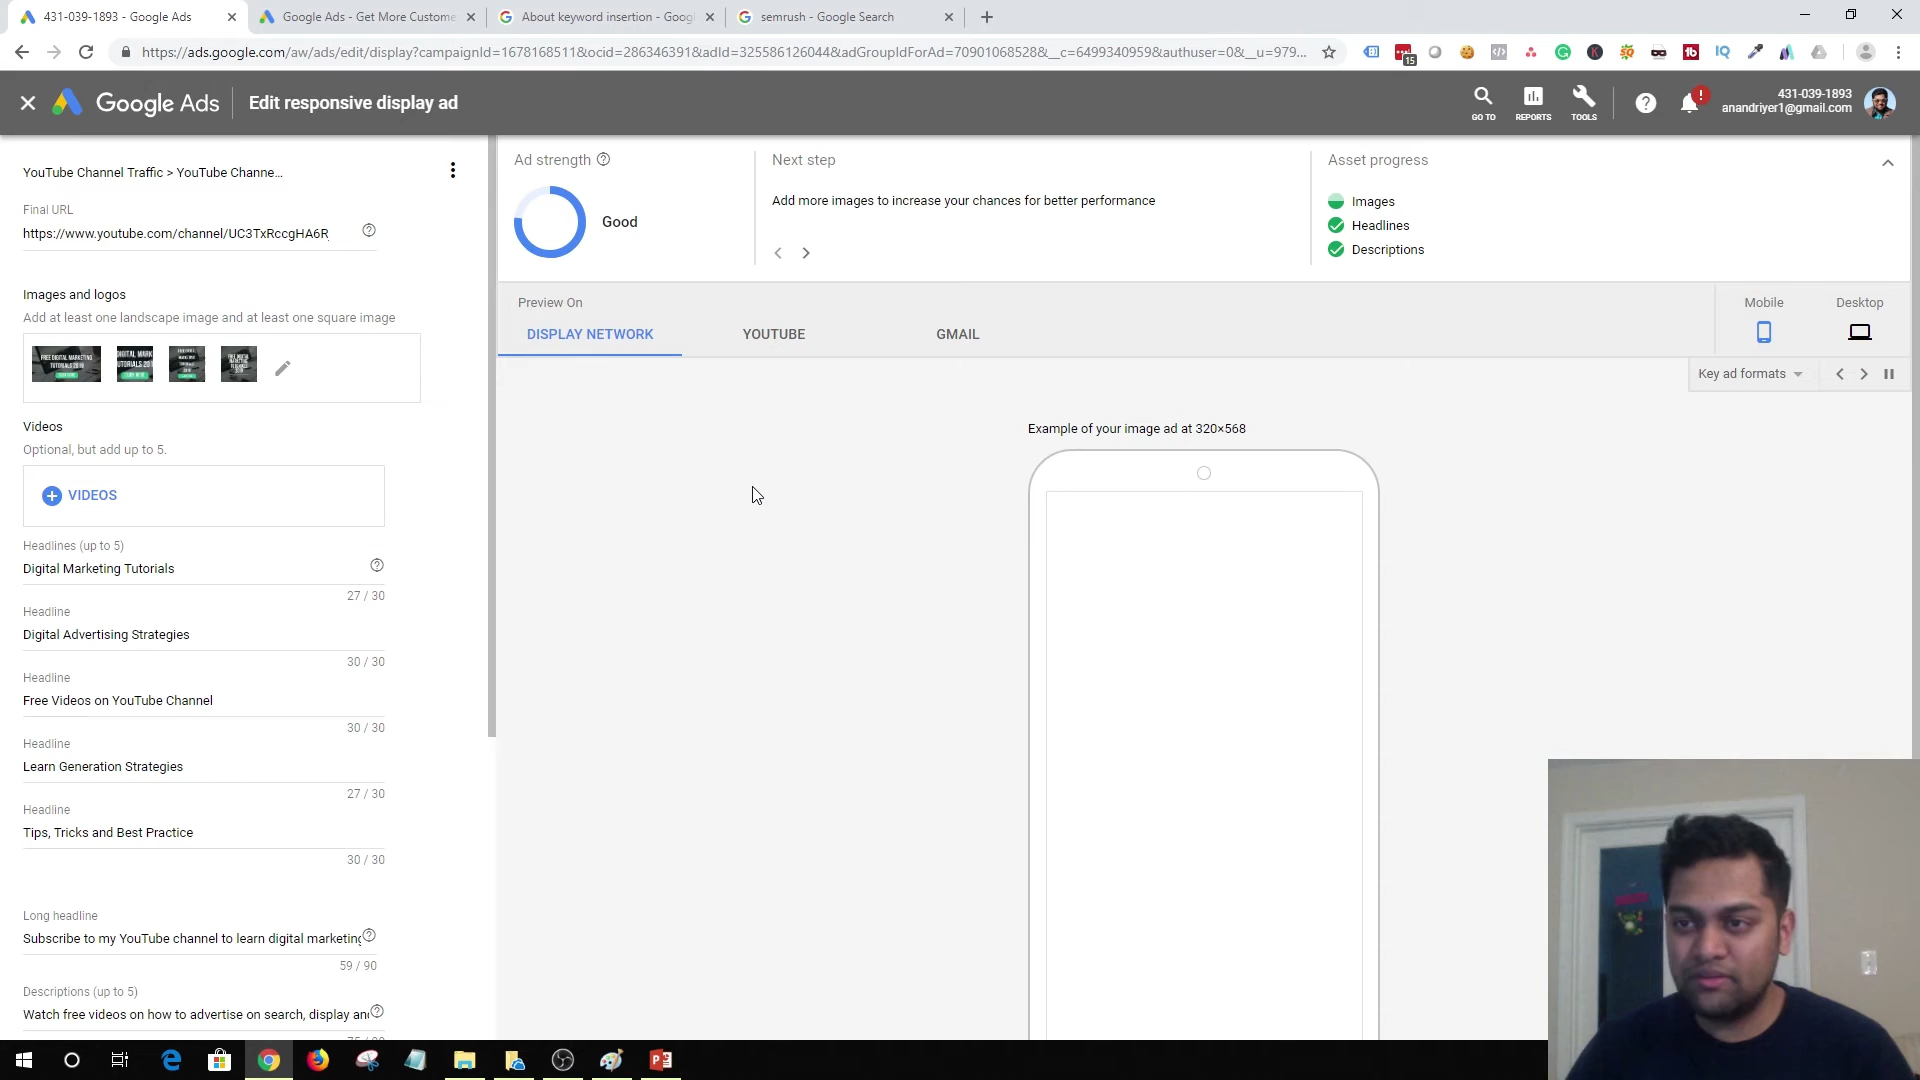 431-039-1893 - Google Ads
Google Ads - Get More Custome
About keyword insertion - Goog
semrush - Google Search
https://ads.google.com/aw/ads/edit/display?campaignId=1678168511&ocid=286346391&adId=325586126044&adGroupIdForAd=70901068528&__c=6499340959&authuser=0&__u=979...
15
Google Ads
Edit responsive display ad
GO TO
REPORTS
TOOLS
431-039-1893
anandriyer1@gmail.com
YouTube Channel Traffic > YouTube Channe...
Final URL
https://www.youtube.com/channel/UC3TxRccgHA6R
Images and logos
Add at least one landscape image and at least one square image
FREE DIGITAL MARKETING
TUTORIALS 2019
Videos
Optional, but add up to 5.
VIDEOS
Headlines (up to 5)
Digital Marketing Tutorials
27 / 30
Headline
Digital Advertising Strategies
30 / 30
Headline
Free Videos on YouTube Channel
30 / 30
Headline
Learn Generation Strategies
27 / 30
Headline
Tips, Tricks and Best Practice
30 / 30
Long headline
Subscribe to my YouTube channel to learn digital marketing
59 / 90
Descriptions (up to 5)
Watch free videos on how to advertise on search, display and
Ad strength
Good
Next step
Add more images to increase your chances for better performance
Asset progress
Images
Headlines
Descriptions
Preview On
DISPLAY NETWORK
YOUTUBE
GMAIL
Mobile
Desktop
Key ad formats
Example of your image ad at 320×568